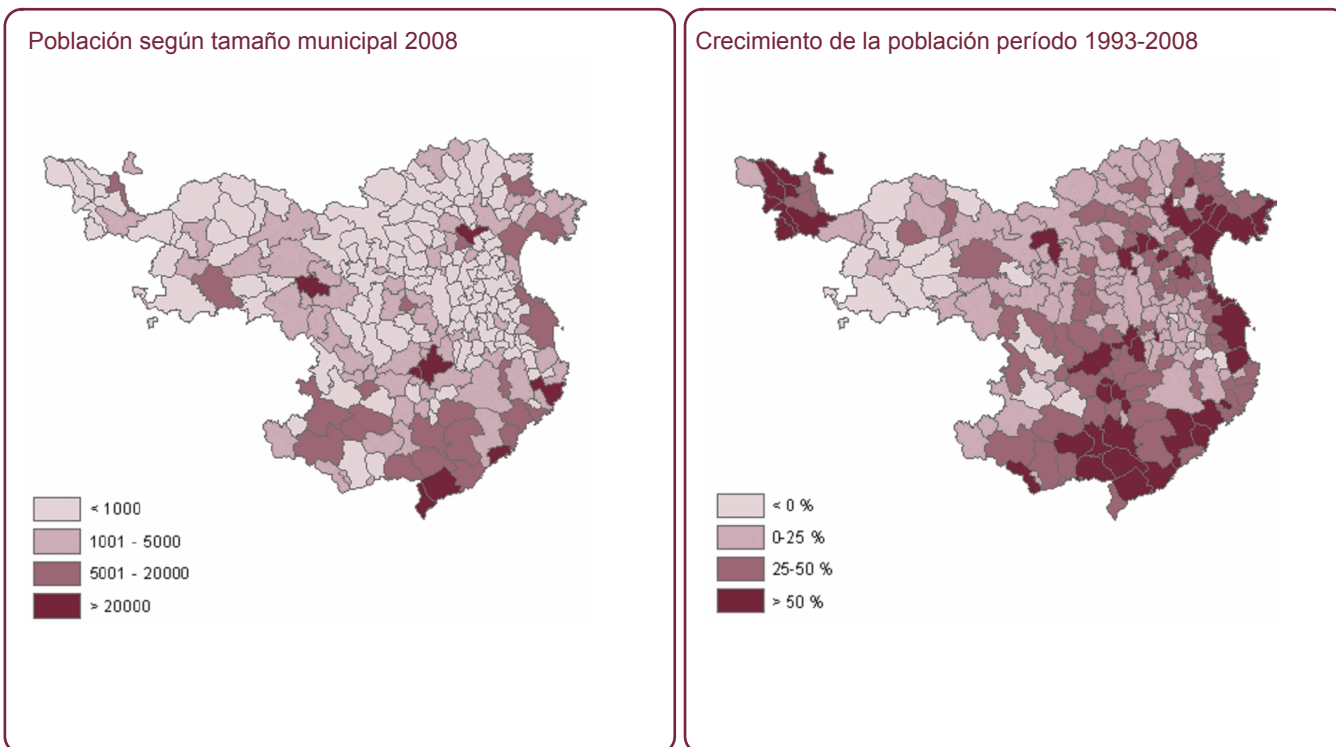 Población según tamaño municipal 2008
< 1000
1001 - 5000
5001 - 20000
> 20000
Crecimiento de la población período 1993-2008
< 0 %
0-25 %
25-50 %
> 50 %